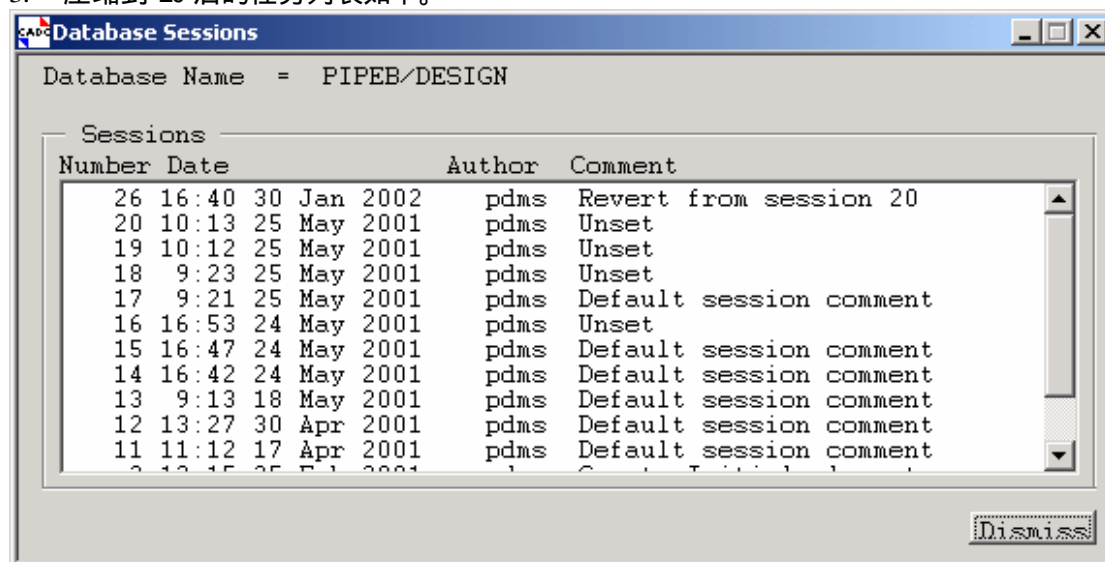 CADC Database Sessions
Database Name = PIPEB/DESIGN
Sessions
Number Date Author Comment
26 16:40 30 Jan 2002 pdms Revert from session 20
20 10:13 25 May 2001 pdms Unset
19 10:12 25 May 2001 pdms Unset
18 9:23 25 May 2001 pdms Unset
17 9:21 25 May 2001 pdms Default session comment
16 16:53 24 May 2001 pdms Unset
15 16:47 24 May 2001 pdms Default session comment
14 16:42 24 May 2001 pdms Default session comment
13 9:13 18 May 2001 pdms Default session comment
12 13:27 30 Apr 2001 pdms Default session comment
11 11:12 17 Apr 2001 pdms Default session comment
Dismiss